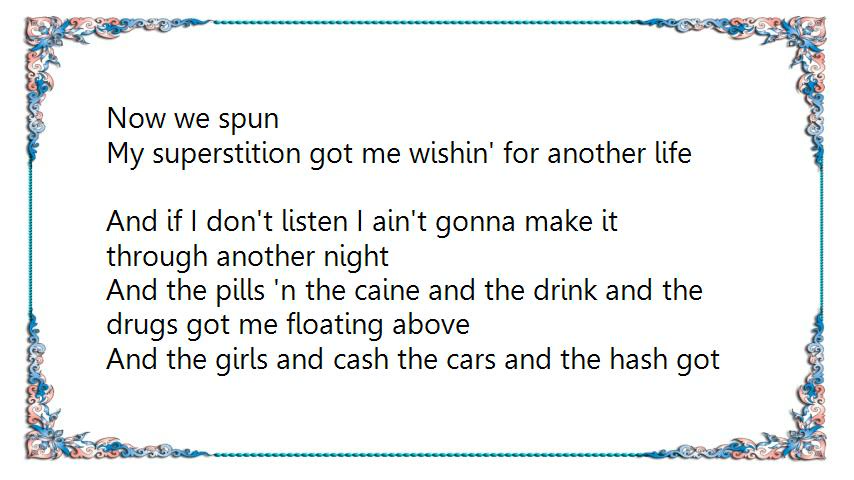 Now we spun
My superstition got me wishin' for another life
And if I don't listen I ain't gonna make it
through another night
And the pills 'n the caine and the drink and the
drugs got me floating above
And the girls and cash the cars and the hash got